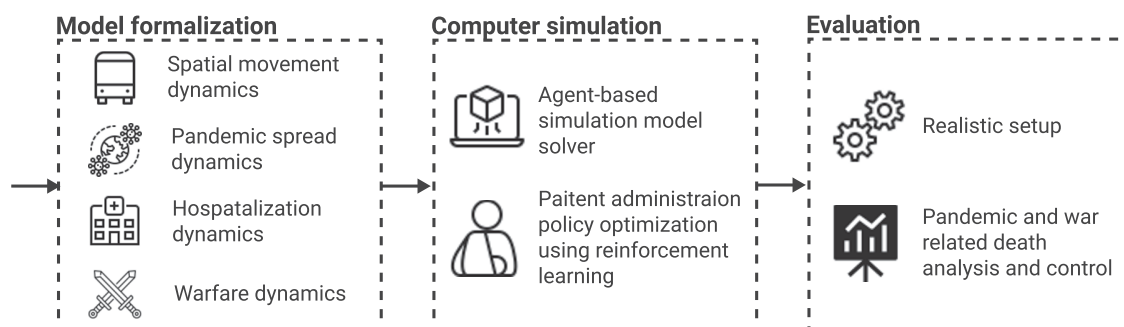 Model formalization
Spatial movement
dynamics
Pandemic spread
dynamics
Hospatalization
dynamics
Warfare dynamics
Computer simulation
Agent-based
simulation model
solver
Paitent administraion
policy optimization
using reinforcement
learning
Evaluation
Realistic setup
Pandemic and war
related death
analysis and control